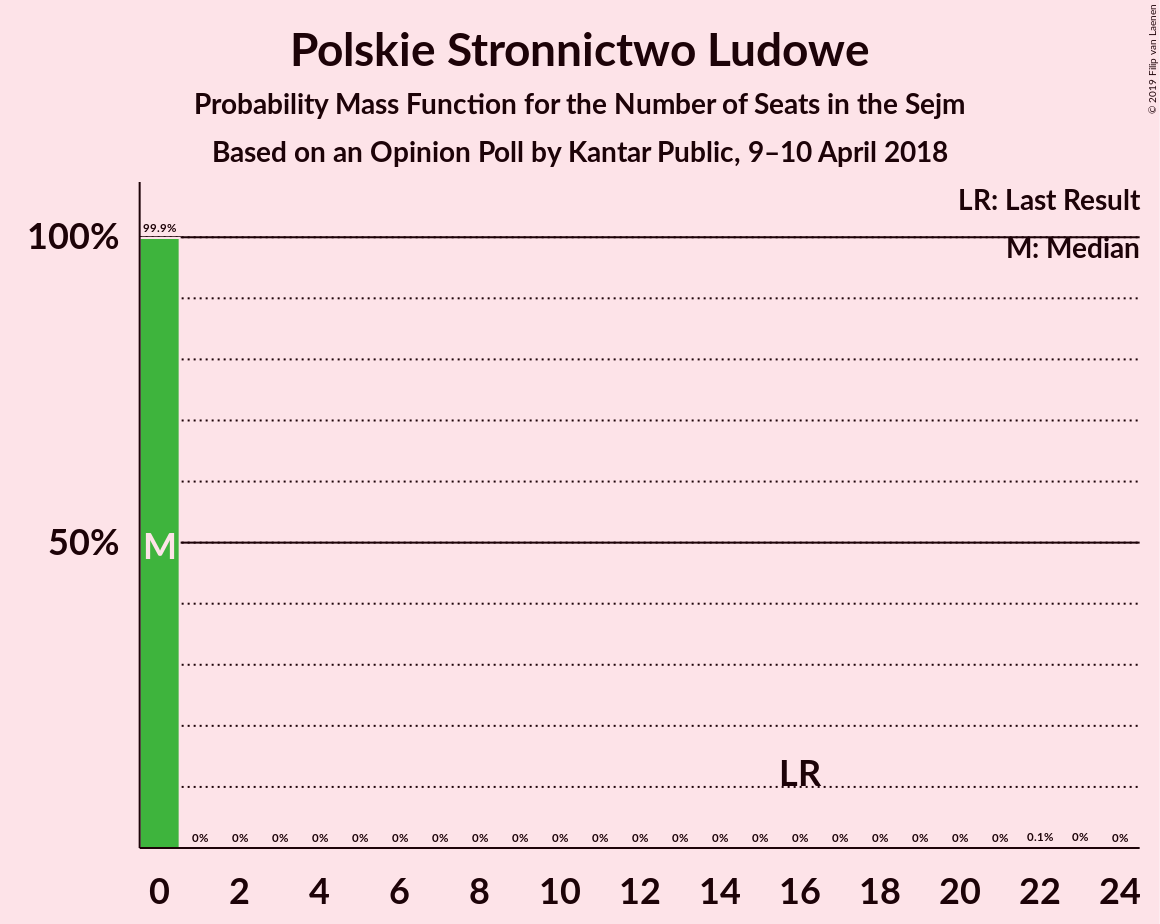 Polskie Stronnictwo Ludowe
Probability Mass Function for the Number of Seats in the Sejm
Based on an Opinion Poll by Kantar Public, 9–10 April 2018
© 2019 Filip van Laenen
LR: Last Result
M: Median
100%
99.9%
50%
M
LR
0% 0% 0% 0% 0% 0% 0% 0% 0% 0% 0% 0% 0% 0% 0% 0% 0% 0% 0% 0% 0% 0.1% 0% 0%
0 2 4 6 8 10 12 14 16 18 20 22 24